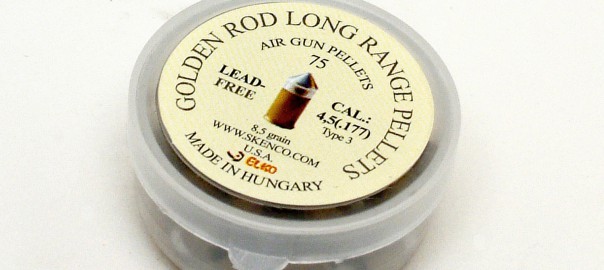 GOLDEN ROD LONG RANGE PELLETS
AIR GUN PELLETS
75
LEAD-
FREE
CAL.:
4,5(.177)
Type 3
8,5 grain
WWW.SKENCO.COM
U.S.A.
ELKO
MADE IN HUNGARY